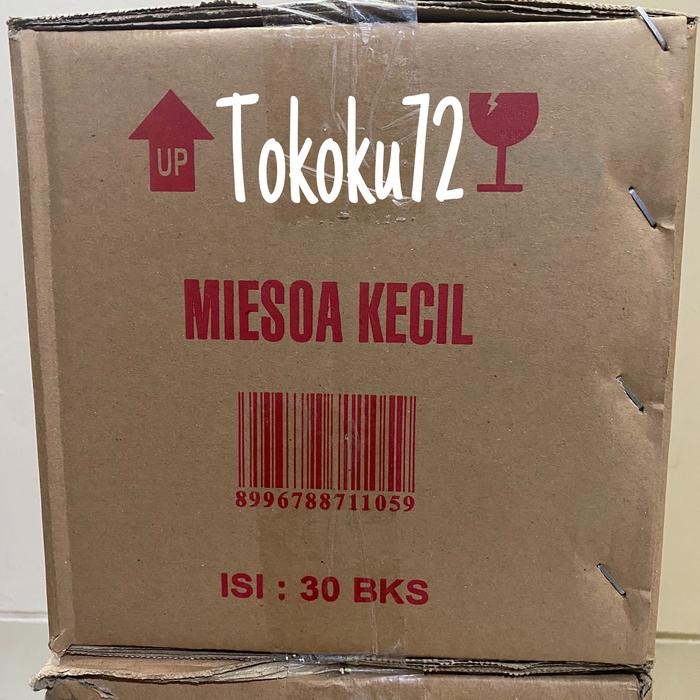 UP
Tokoku72
MIESOA KECIL
8996788711059
ISI : 30 BKS